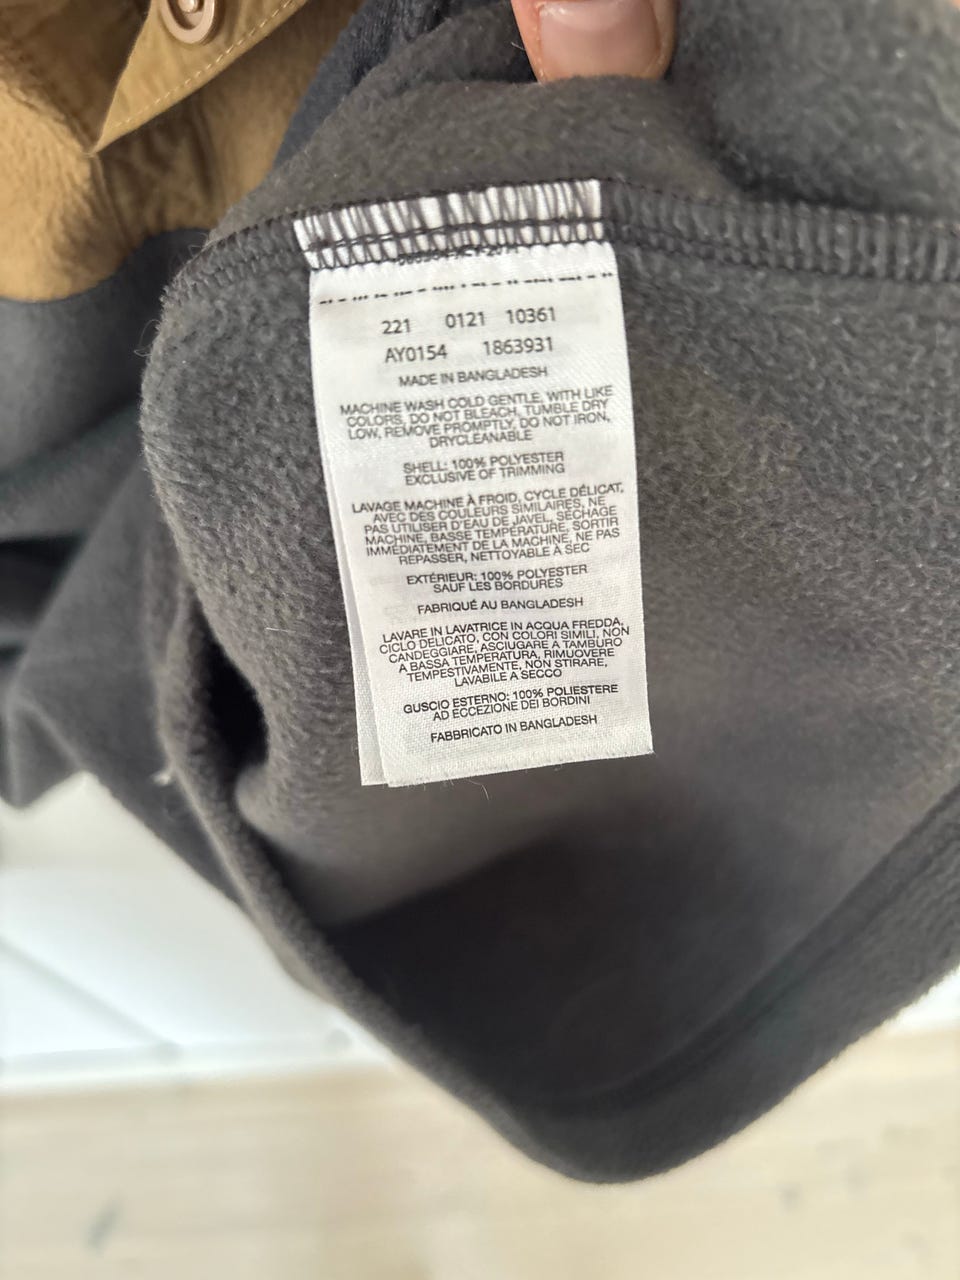 221 0121 10361
AY0154 1863931
MADE IN BANGLADESH
MACHINE WASH COLD GENTLE, WITH LIKE
COLORS, DO NOT BLEACH, TUMBLE DRY
LOW, REMOVE PROMPTLY, DO NOT IRON,
DRYCLEANABLE
SHELL: 100% POLYESTER
EXCLUSIVE OF TRIMMING
LAVAGE MACHINE À FROID, CYCLE DÉLICAT,
AVEC DES COULEURS SIMILAIRES, NE
PAS UTILISER D'EAU DE JAVEL, SÉCHAGE
MACHINE, BASSE TEMPÉRATURE, SORTIR
IMMÉDIATEMENT DE LA MACHINE, NE PAS
REPASSER, NETTOYABLE À SEC
EXTÉRIEUR: 100% POLYESTER
SAUF LES BORDURES
FABRIQUÉ AU BANGLADESH
LAVARE IN LAVATRICE IN ACQUA FREDDA,
CICLO DELICATO, CON COLORI SIMILI, NON
CANDEGGIARE, ASCIUGARE A TAMBURO
A BASSA TEMPERATURA, RIMUOVERE
TEMPESTIVAMENTE, NON STIRARE,
LAVABILE A SECCO
GUSCIO ESTERNO: 100% POLIESTERE
AD ECCEZIONE DEI BORDINI
FABBRICATO IN BANGLADESH